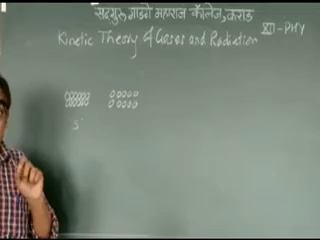 सद्गुरू गाडगे महाराज कॉलेज, कराड
Kinetic Theory of Gases and Radiation XII-PHY
S